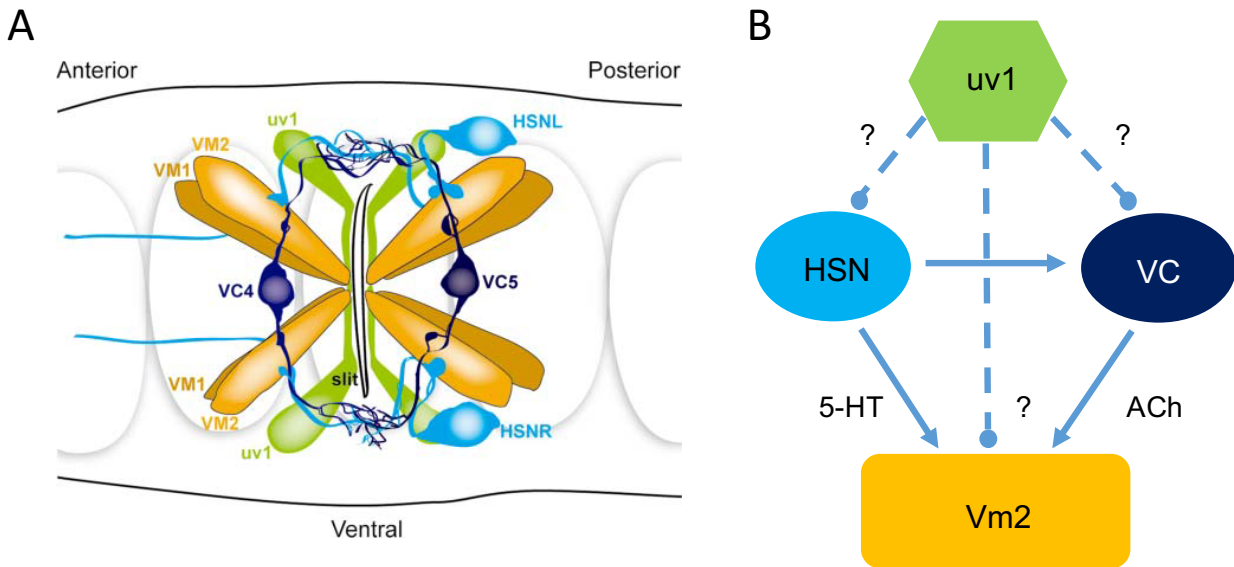 A
Anterior
Posterior
uv1
HSNL
VM2
VM1
VC4
VC5
VM1
slit
VM2
HSNR
uv1
Ventral
B
uv1
?
?
HSN
VC
5-HT
?
ACh
Vm2